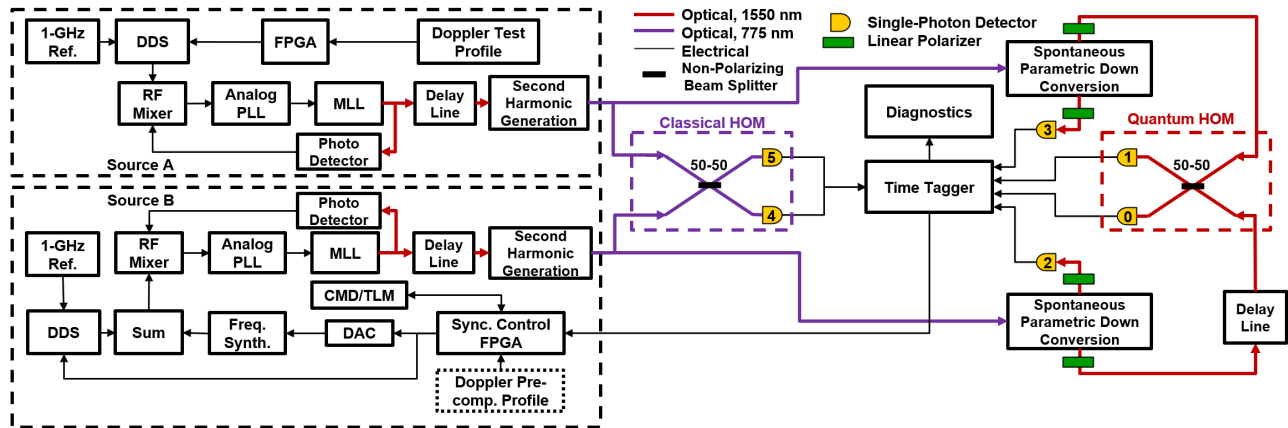 1-GHz
Ref.
DDS
FPGA
Doppler Test
Profile
RF
Mixer
Analog
PLL
MLL
Delay
Line
Second
Harmonic
Generation
Photo
Detector
Source A
Optical, 1550 nm
Optical, 775 nm
Electrical
Non-Polarizing
Beam Splitter
Single-Photon Detector
Linear Polarizer
Spontaneous
Parametric Down
Conversion
Diagnostics
Classical HOM
50-50
5
4
Time Tagger
3
Quantum HOM
1
50-50
0
2
Source B
Photo
Detector
1-GHz
Ref.
RF
Mixer
Analog
PLL
MLL
Delay
Line
Second
Harmonic
Generation
CMD/TLM
DDS
Sum
Freq.
Synth.
DAC
Sync. Control
FPGA
Doppler Pre-
comp. Profile
Spontaneous
Parametric Down
Conversion
Delay
Line